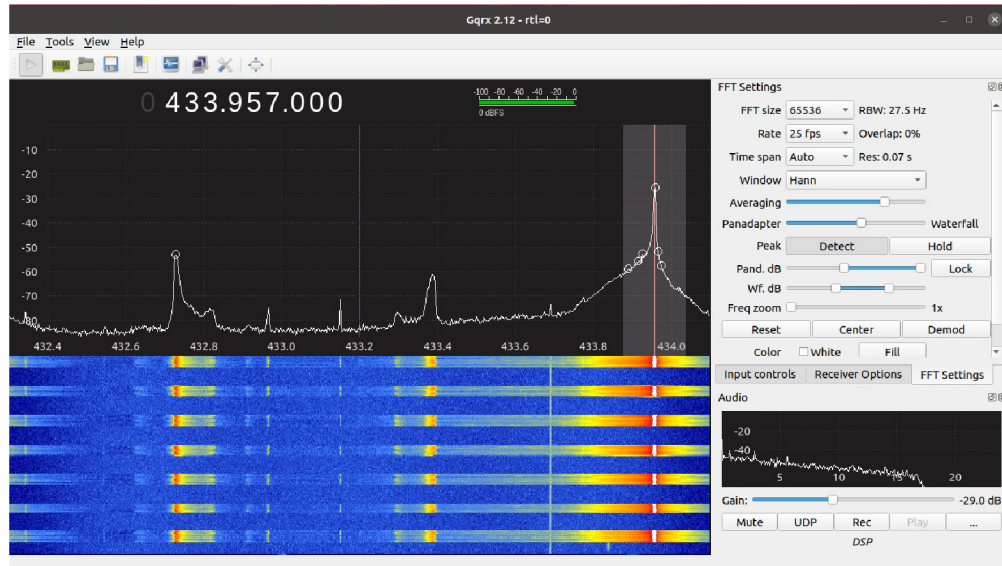 Gqrx 2.12 - rtl=0
File Tools View Help
0 433.957.000
-100 -80 -60 -40 -20 0
0 dBFS
-10
-20
-30
-40
-50
-60
-70
-80
432.4 432.6 432.8 433.0 433.2 433.4 433.6 433.8 434.0
FFT Settings
FFT size 65536 RBW: 27.5 Hz
Rate 25 fps Overlap: 0%
Time span Auto Res: 0.07 s
Window Hann
Averaging
Panadapter Waterfall
Peak Detect Hold
Pand. dB Lock
Wf. dB
Freq zoom 1x
Reset Center Demod
Color White Fill
Input controls Receiver Options FFT Settings
Audio
-20
-40
5 10 15 20
Gain: -29.0 dB
Mute UDP Rec Play ...
DSP